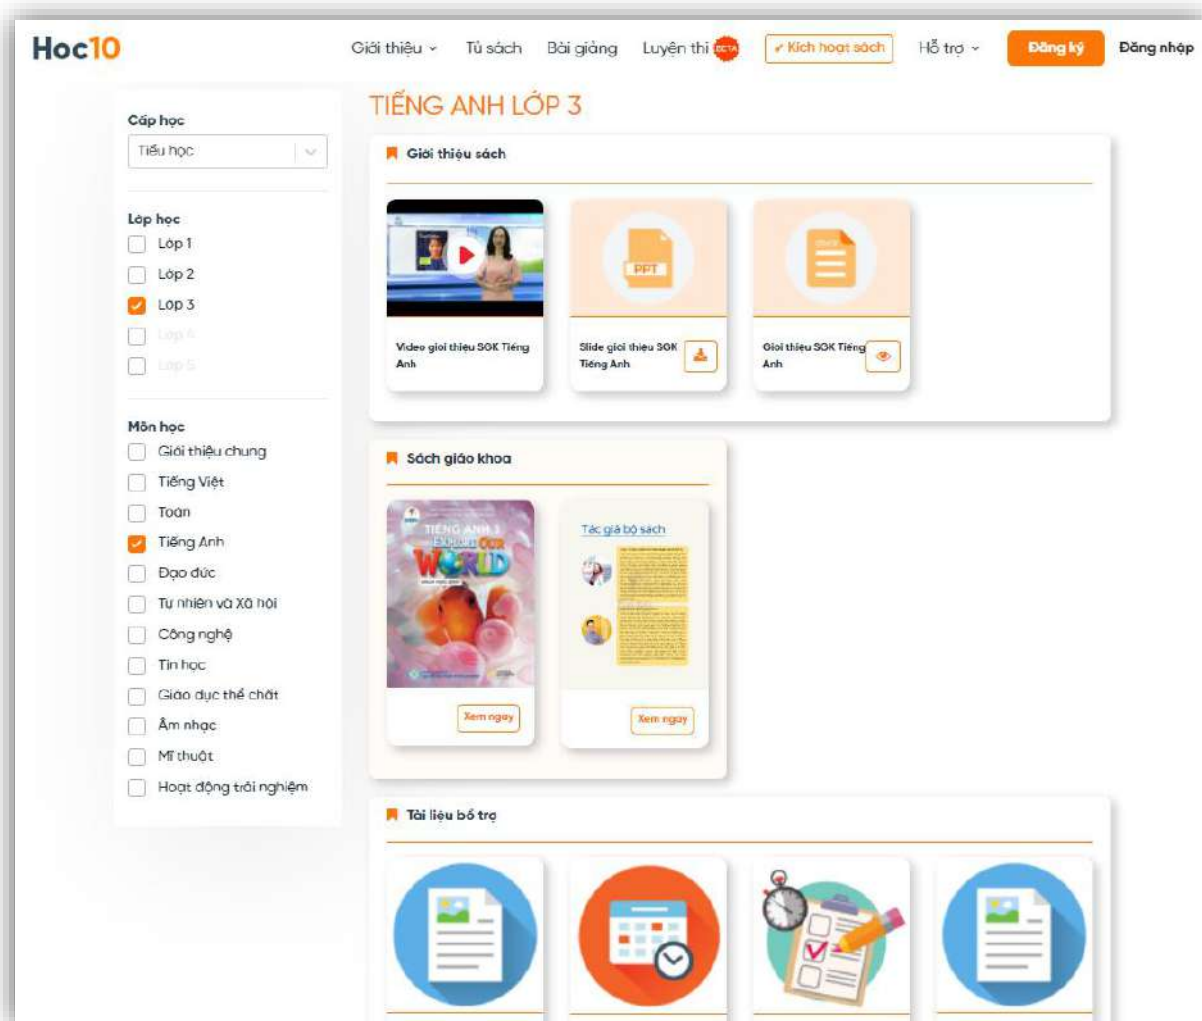 Hoc10
Giới thiệu
Tủ sách
Bài giảng
Luyện thi BETA
Kích hoạt sách
Hỗ trợ
Đăng ký
Đăng nhập
Cấp học
Tiểu học
Lớp học
Lớp 1
Lớp 2
Lớp 3
Lớp 4
Lớp 5
Môn học
Giới thiệu chung
Tiếng Việt
Toán
Tiếng Anh
Đạo đức
Tự nhiên và Xã hội
Công nghệ
Tin học
Giáo dục thể chất
Âm nhạc
Mĩ thuật
Hoạt động trải nghiệm
TIẾNG ANH LỚP 3
Giới thiệu sách
Video giới thiệu SGK Tiếng
Anh
PPT
Slide giới thiệu SGK
Tiếng Anh
Giới thiệu SGK Tiếng
Anh
Sách giáo khoa
TIẾNG ANH 3
EXPLORE OUR
WORLD
Xem ngay
Tác giả bộ sách
Xem ngay
Tài liệu bổ trợ